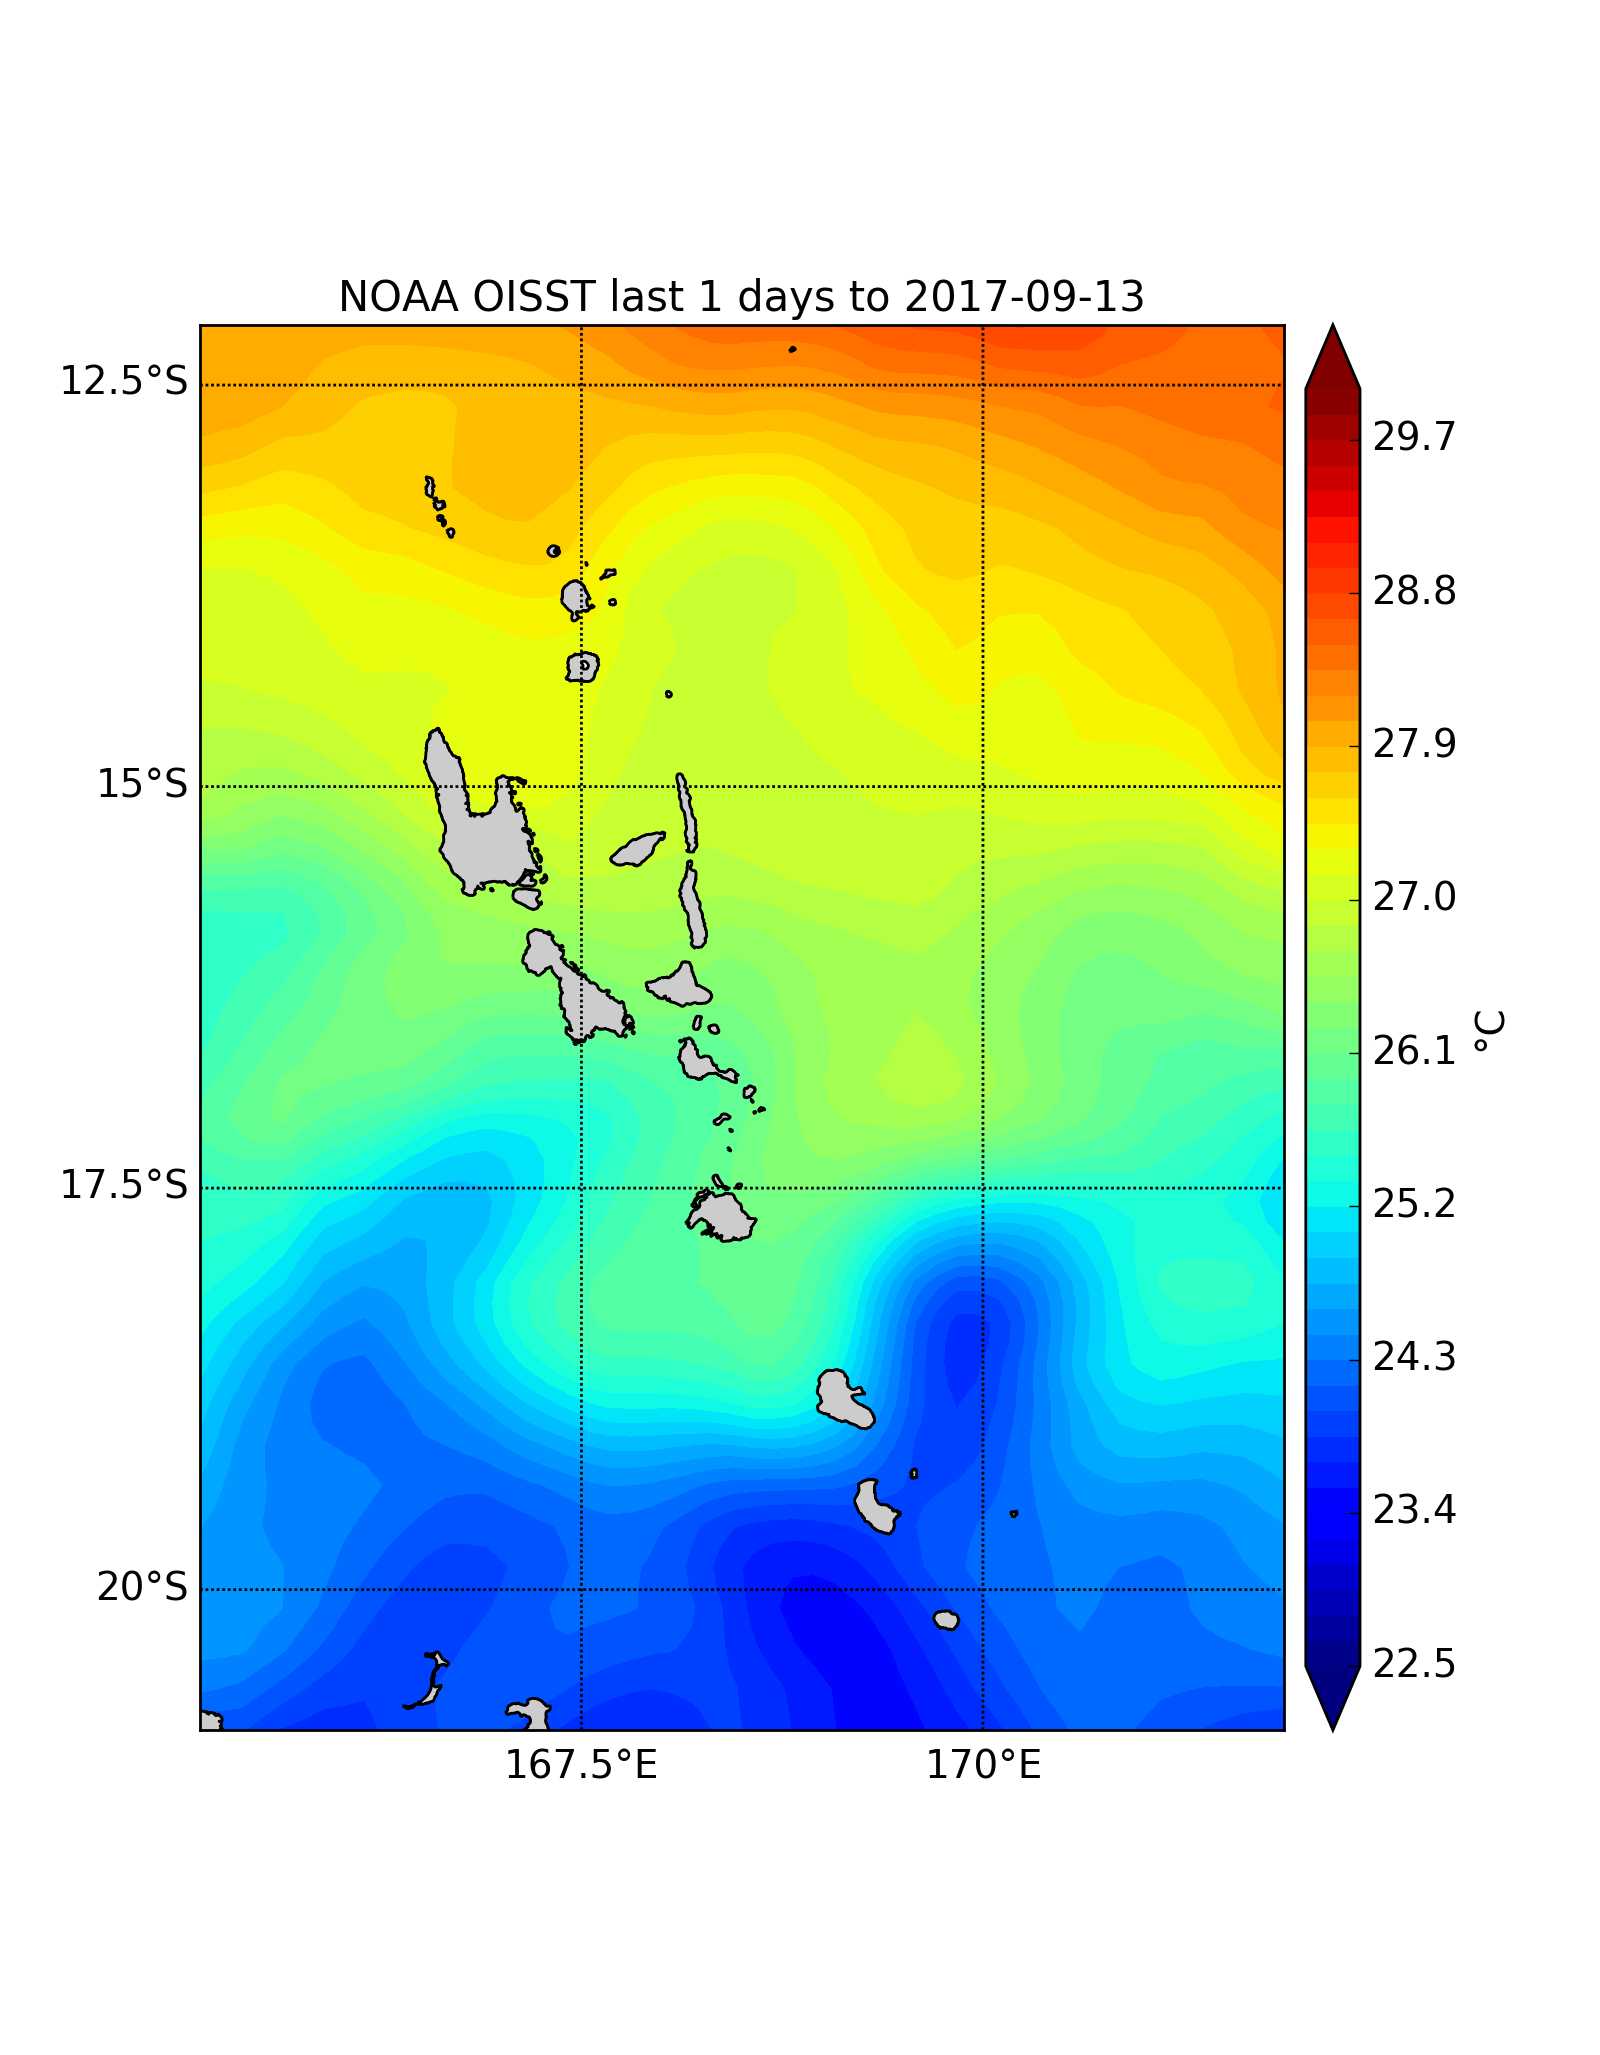 NOAA OISST last 1 days to 2017-09-13
12.5°S
15°S
17.5°S
20°S
167.5°E
170°E
29.7
28.8
27.9
27.0
26.1
25.2
24.3
23.4
22.5
°C